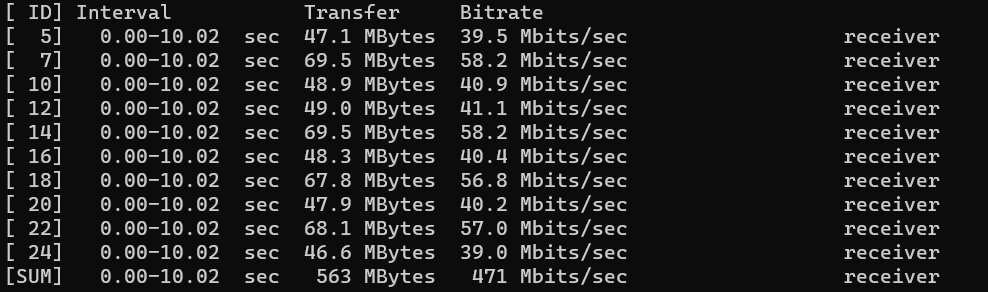 [ ID] Interval           Transfer     Bitrate
[  5]   0.00-10.02  sec  47.1 MBytes  39.5 Mbits/sec                  receiver
[  7]   0.00-10.02  sec  69.5 MBytes  58.2 Mbits/sec                  receiver
[ 10]   0.00-10.02  sec  48.9 MBytes  40.9 Mbits/sec                  receiver
[ 12]   0.00-10.02  sec  49.0 MBytes  41.1 Mbits/sec                  receiver
[ 14]   0.00-10.02  sec  69.5 MBytes  58.2 Mbits/sec                  receiver
[ 16]   0.00-10.02  sec  48.3 MBytes  40.4 Mbits/sec                  receiver
[ 18]   0.00-10.02  sec  67.8 MBytes  56.8 Mbits/sec                  receiver
[ 20]   0.00-10.02  sec  47.9 MBytes  40.2 Mbits/sec                  receiver
[ 22]   0.00-10.02  sec  68.1 MBytes  57.0 Mbits/sec                  receiver
[ 24]   0.00-10.02  sec  46.6 MBytes  39.0 Mbits/sec                  receiver
[SUM]   0.00-10.02  sec   563 MBytes   471 Mbits/sec                  receiver